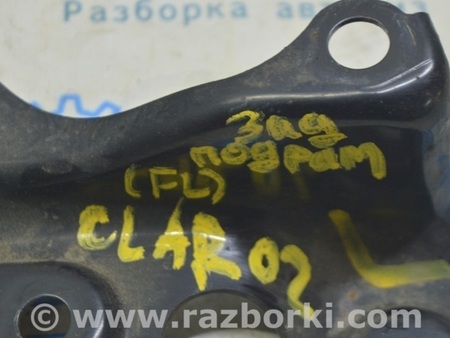 Разборка авто
зад
подрам
(FL)
CLAR02
L
www.razborki.com